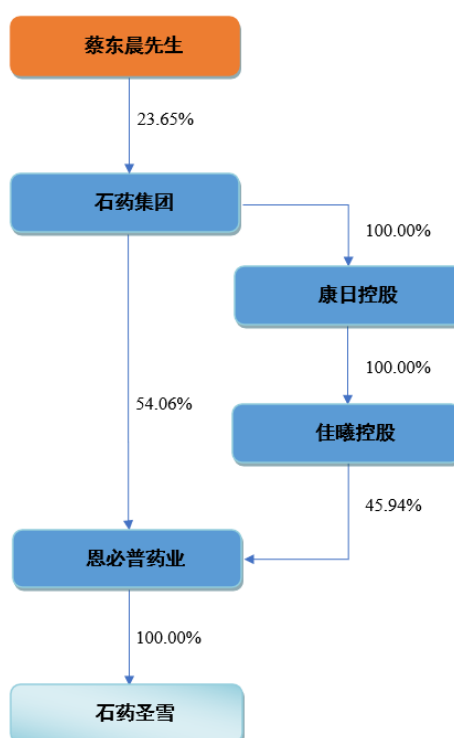 蔡东晨先生
23.65%
石药集团
100.00%
康日控股
100.00%
54.06%
佳曦控股
45.94%
恩必普药业
100.00%
石药圣雪